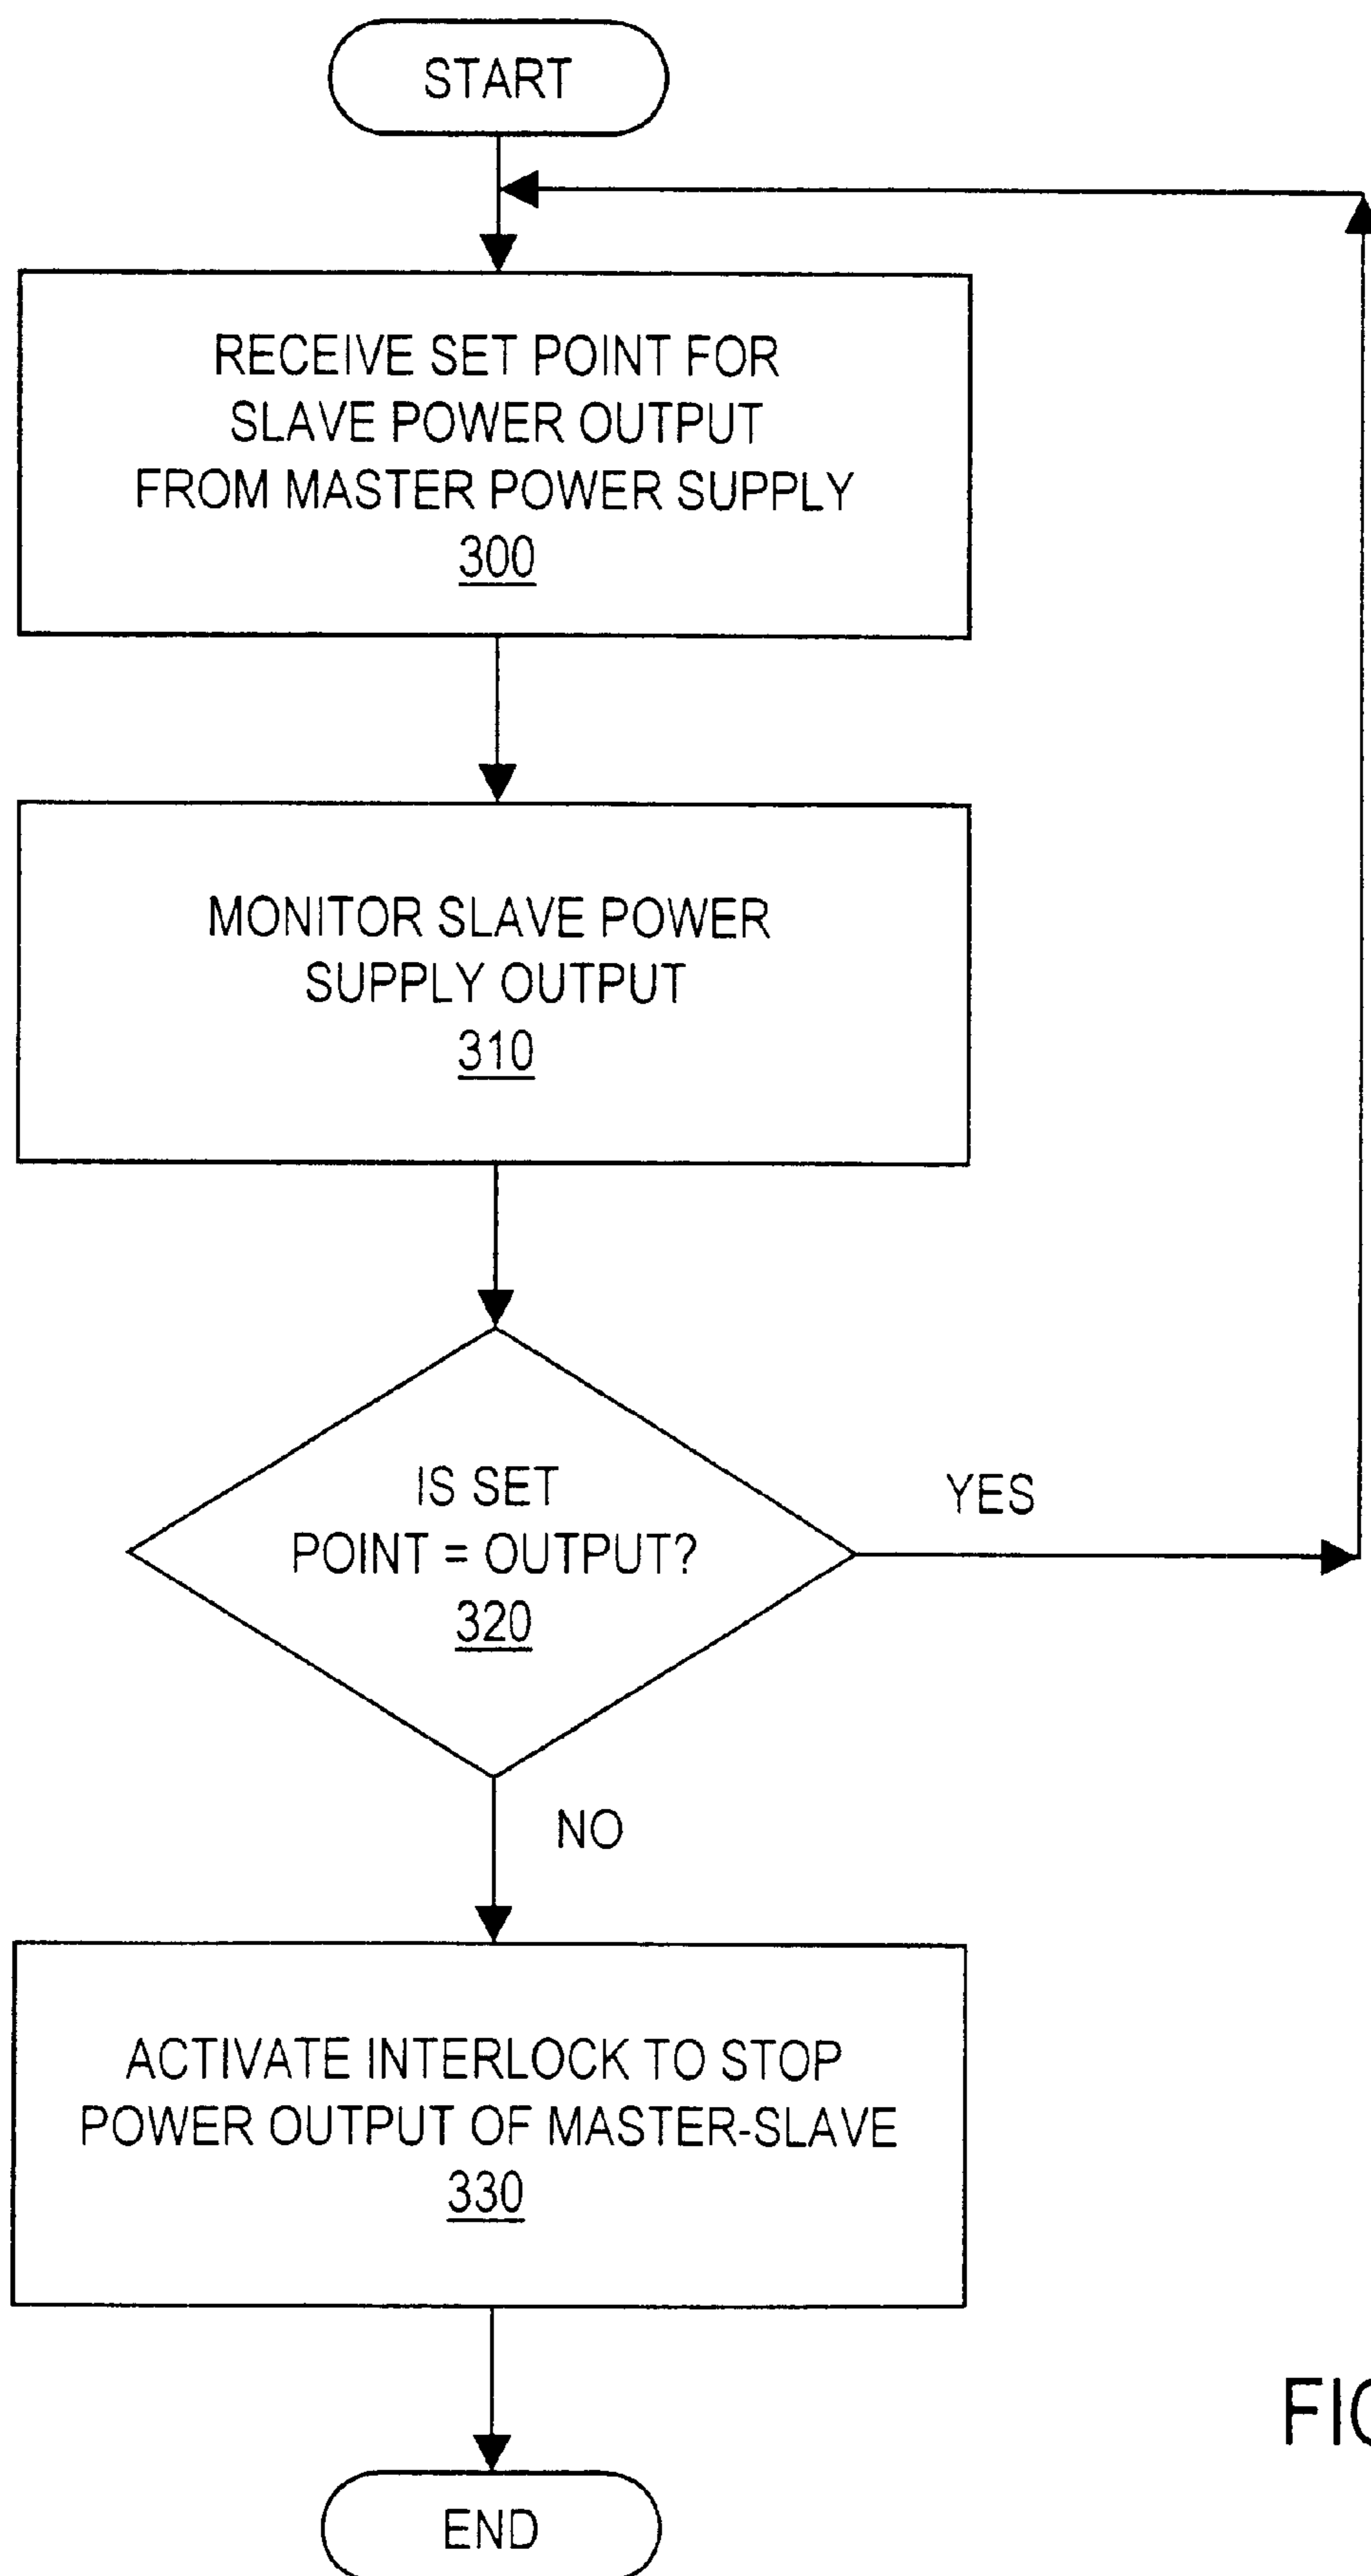 START
RECEIVE SET POINT FOR
SLAVE POWER OUTPUT
FROM MASTER POWER SUPPLY
300
MONITOR SLAVE POWER
SUPPLY OUTPUT
310
IS SET
POINT = OUTPUT?
320
YES
NO
ACTIVATE INTERLOCK TO STOP
POWER OUTPUT OF MASTER-SLAVE
330
END